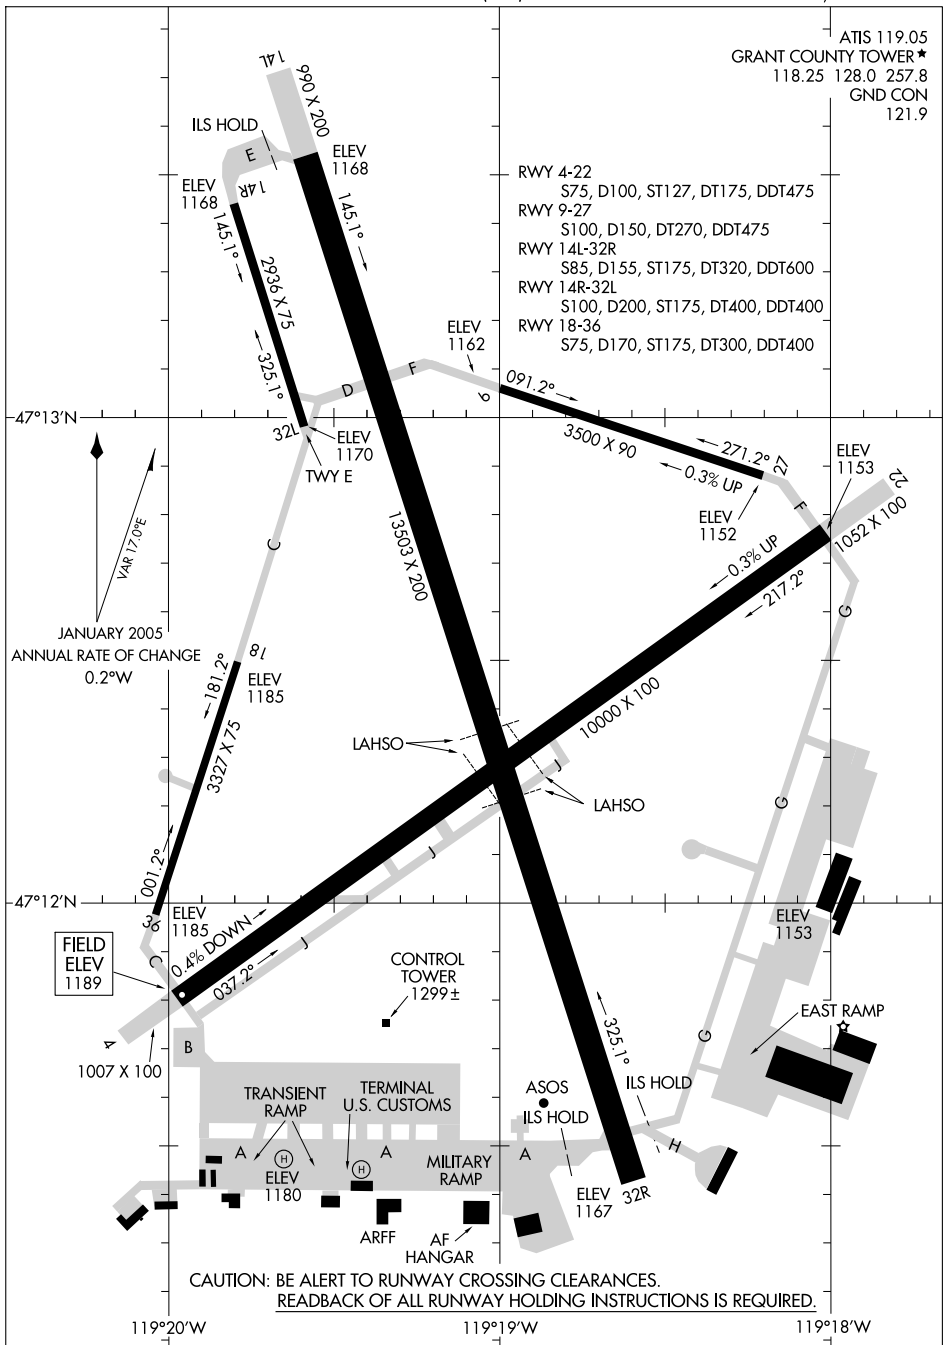 ATIS 119.05
GRANT COUNTY TOWER ★
118.25 128.0 257.8
GND CON
121.9
14L
990 X 200
ILS HOLD
E
ELEV
1168
ELEV
1168
14R
145.1°
145.1°
2936 X 75
325.1°
RWY 4-22
S75, D100, ST127, DT175, DDT475
RWY 9-27
S100, D150, DT270, DDT475
RWY 14L-32R
S85, D155, ST175, DT320, DDT600
RWY 14R-32L
S100, D200, ST175, DT400, DDT400
RWY 18-36
S75, D170, ST175, DT300, DDT400
ELEV
1162
D
F
9
091.2°
3500 X 90
271.2°
27
0.3% UP
47°13'N
32L
ELEV
1170
TWY E
ELEV
1153
22
F
ELEV
1152
1052 X 100
VAR 17.0°E
C
13503 X 200
0.3% UP
217.2°
JANUARY 2005
ANNUAL RATE OF CHANGE
0.2°W
G
18
181.2°
ELEV
1185
10000 X 100
3327 X 75
LAHSO
J
LAHSO
G
J
001.2°
47°12'N
36
ELEV
1185
ELEV
1153
FIELD
ELEV
1189
C
0.4% DOWN
037.2°
J
CONTROL
TOWER
1299±
EAST RAMP
325.1°
G
4
1007 X 100
B
TRANSIENT
RAMP
TERMINAL
U.S. CUSTOMS
ASOS
ILS HOLD
ILS HOLD
A
H
ELEV
1180
H
A
MILITARY
RAMP
A
H
ELEV
1167
32R
ARFF
AF
HANGAR
CAUTION: BE ALERT TO RUNWAY CROSSING CLEARANCES.
READBACK OF ALL RUNWAY HOLDING INSTRUCTIONS IS REQUIRED.
119°20'W
119°19'W
119°18'W